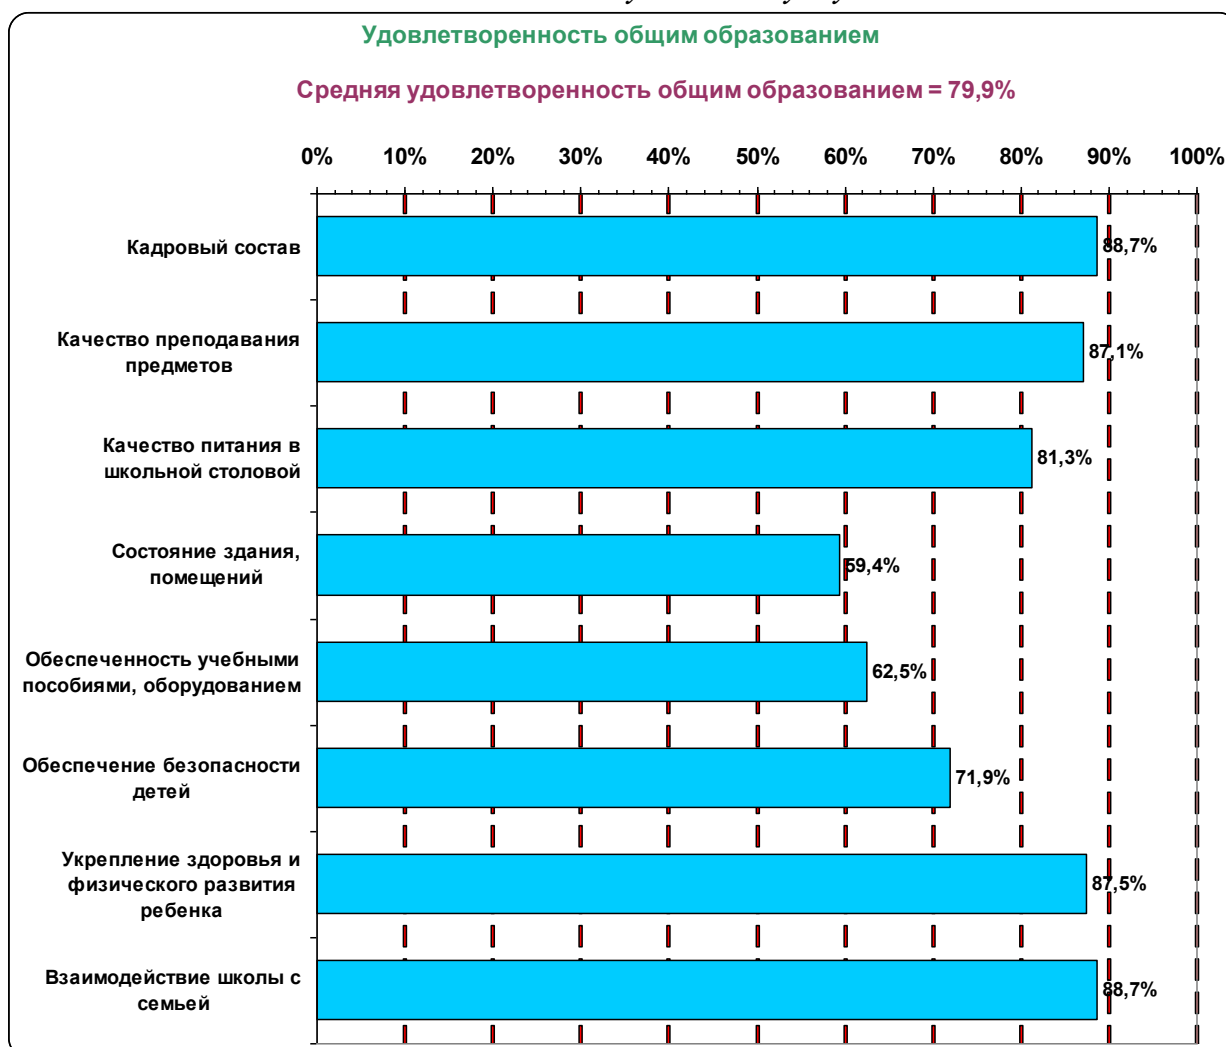 Удовлетворенность общим образованием
Средняя удовлетворенность общим образованием = 79,9%
0% 10% 20% 30% 40% 50% 60% 70% 80% 90% 100%
Кадровый состав
88,7%
Качество преподавания
предметов
87,1%
Качество питания в
школьной столовой
81,3%
Состояние здания,
помещений
59,4%
Обеспеченность учебными
пособиями, оборудованием
62,5%
Обеспечение безопасности
детей
71,9%
Укрепление здоровья и
физического развития
ребенка
87,5%
Взаимодействие школы с
семьей
88,7%